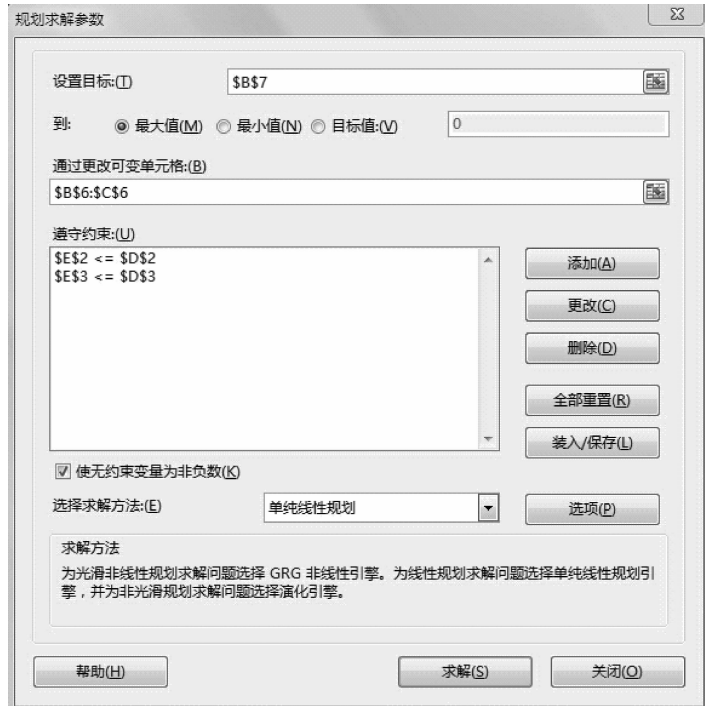 规划求解参数
设置目标:(T) $B$7
到: 最大值(M) 最小值(N) 目标值:(V) 0
通过更改可变单元格:(B)
$B$6:$C$6
遵守约束:(U)
$E$2 <= $D$2
$E$3 <= $D$3
添加(A)
更改(C)
删除(D)
全部重置(R)
装入/保存(L)
使无约束变量为非负数(K)
选择求解方法:(E) 单纯线性规划 选项(P)
求解方法
为光滑非线性规划求解问题选择 GRG 非线性引擎。为线性规划求解问题选择单纯线性规划引
擎，并为非光滑规划求解问题选择演化引擎。
帮助(H) 求解(S) 关闭(O)